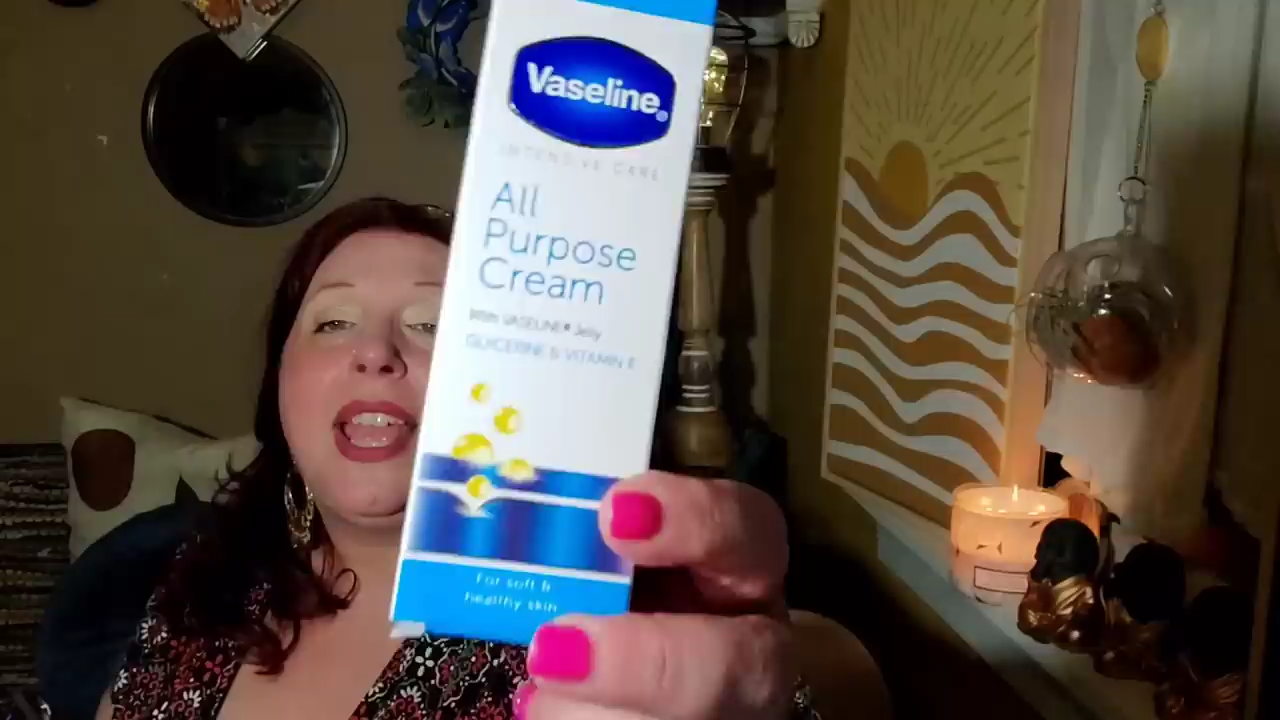 Vaseline®
INTENSIVE CARE
All
Purpose
Cream
With VASELINE® Jelly
GLYCERINE & VITAMIN E
For soft &
healthy skin